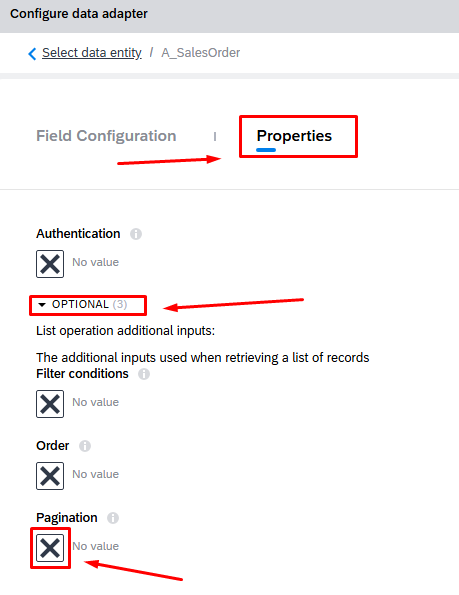 Configure data adapter
Select data entity / A_SalesOrder
Field Configuration | Properties
Authentication
No value
OPTIONAL (3)
List operation additional inputs:
The additional inputs used when retrieving a list of records
Filter conditions
No value
Order
No value
Pagination
No value